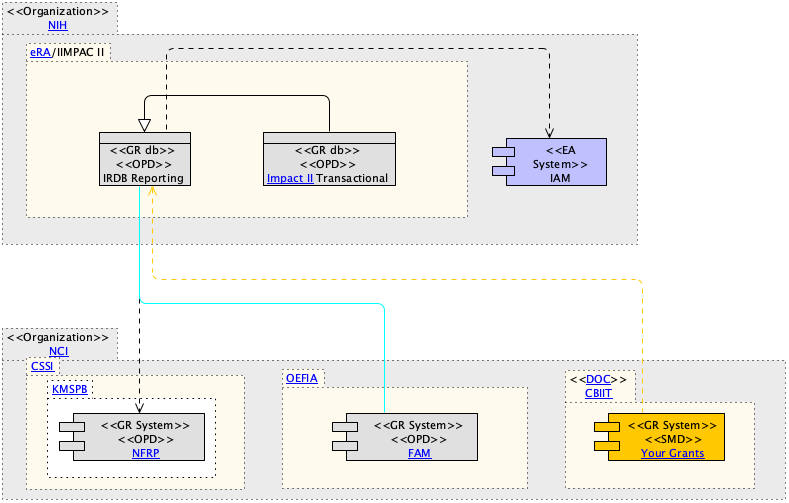 <<Organization>>
NIH
eRA/IIMPAC II
<<GR db>>
<<OPD>>
IRDB Reporting
<<GR db>>
<<OPD>>
Impact II Transactional
<<EA
System>>
IAM
<<Organization>>
NCI
CSSI
KMSPB
<<GR System>>
<<OPD>>
NFRP
OEFIA
<<GR System>>
<<OPD>>
FAM
<<DOC>>
CBIIT
<<GR System>>
<<SMD>>
Your Grants